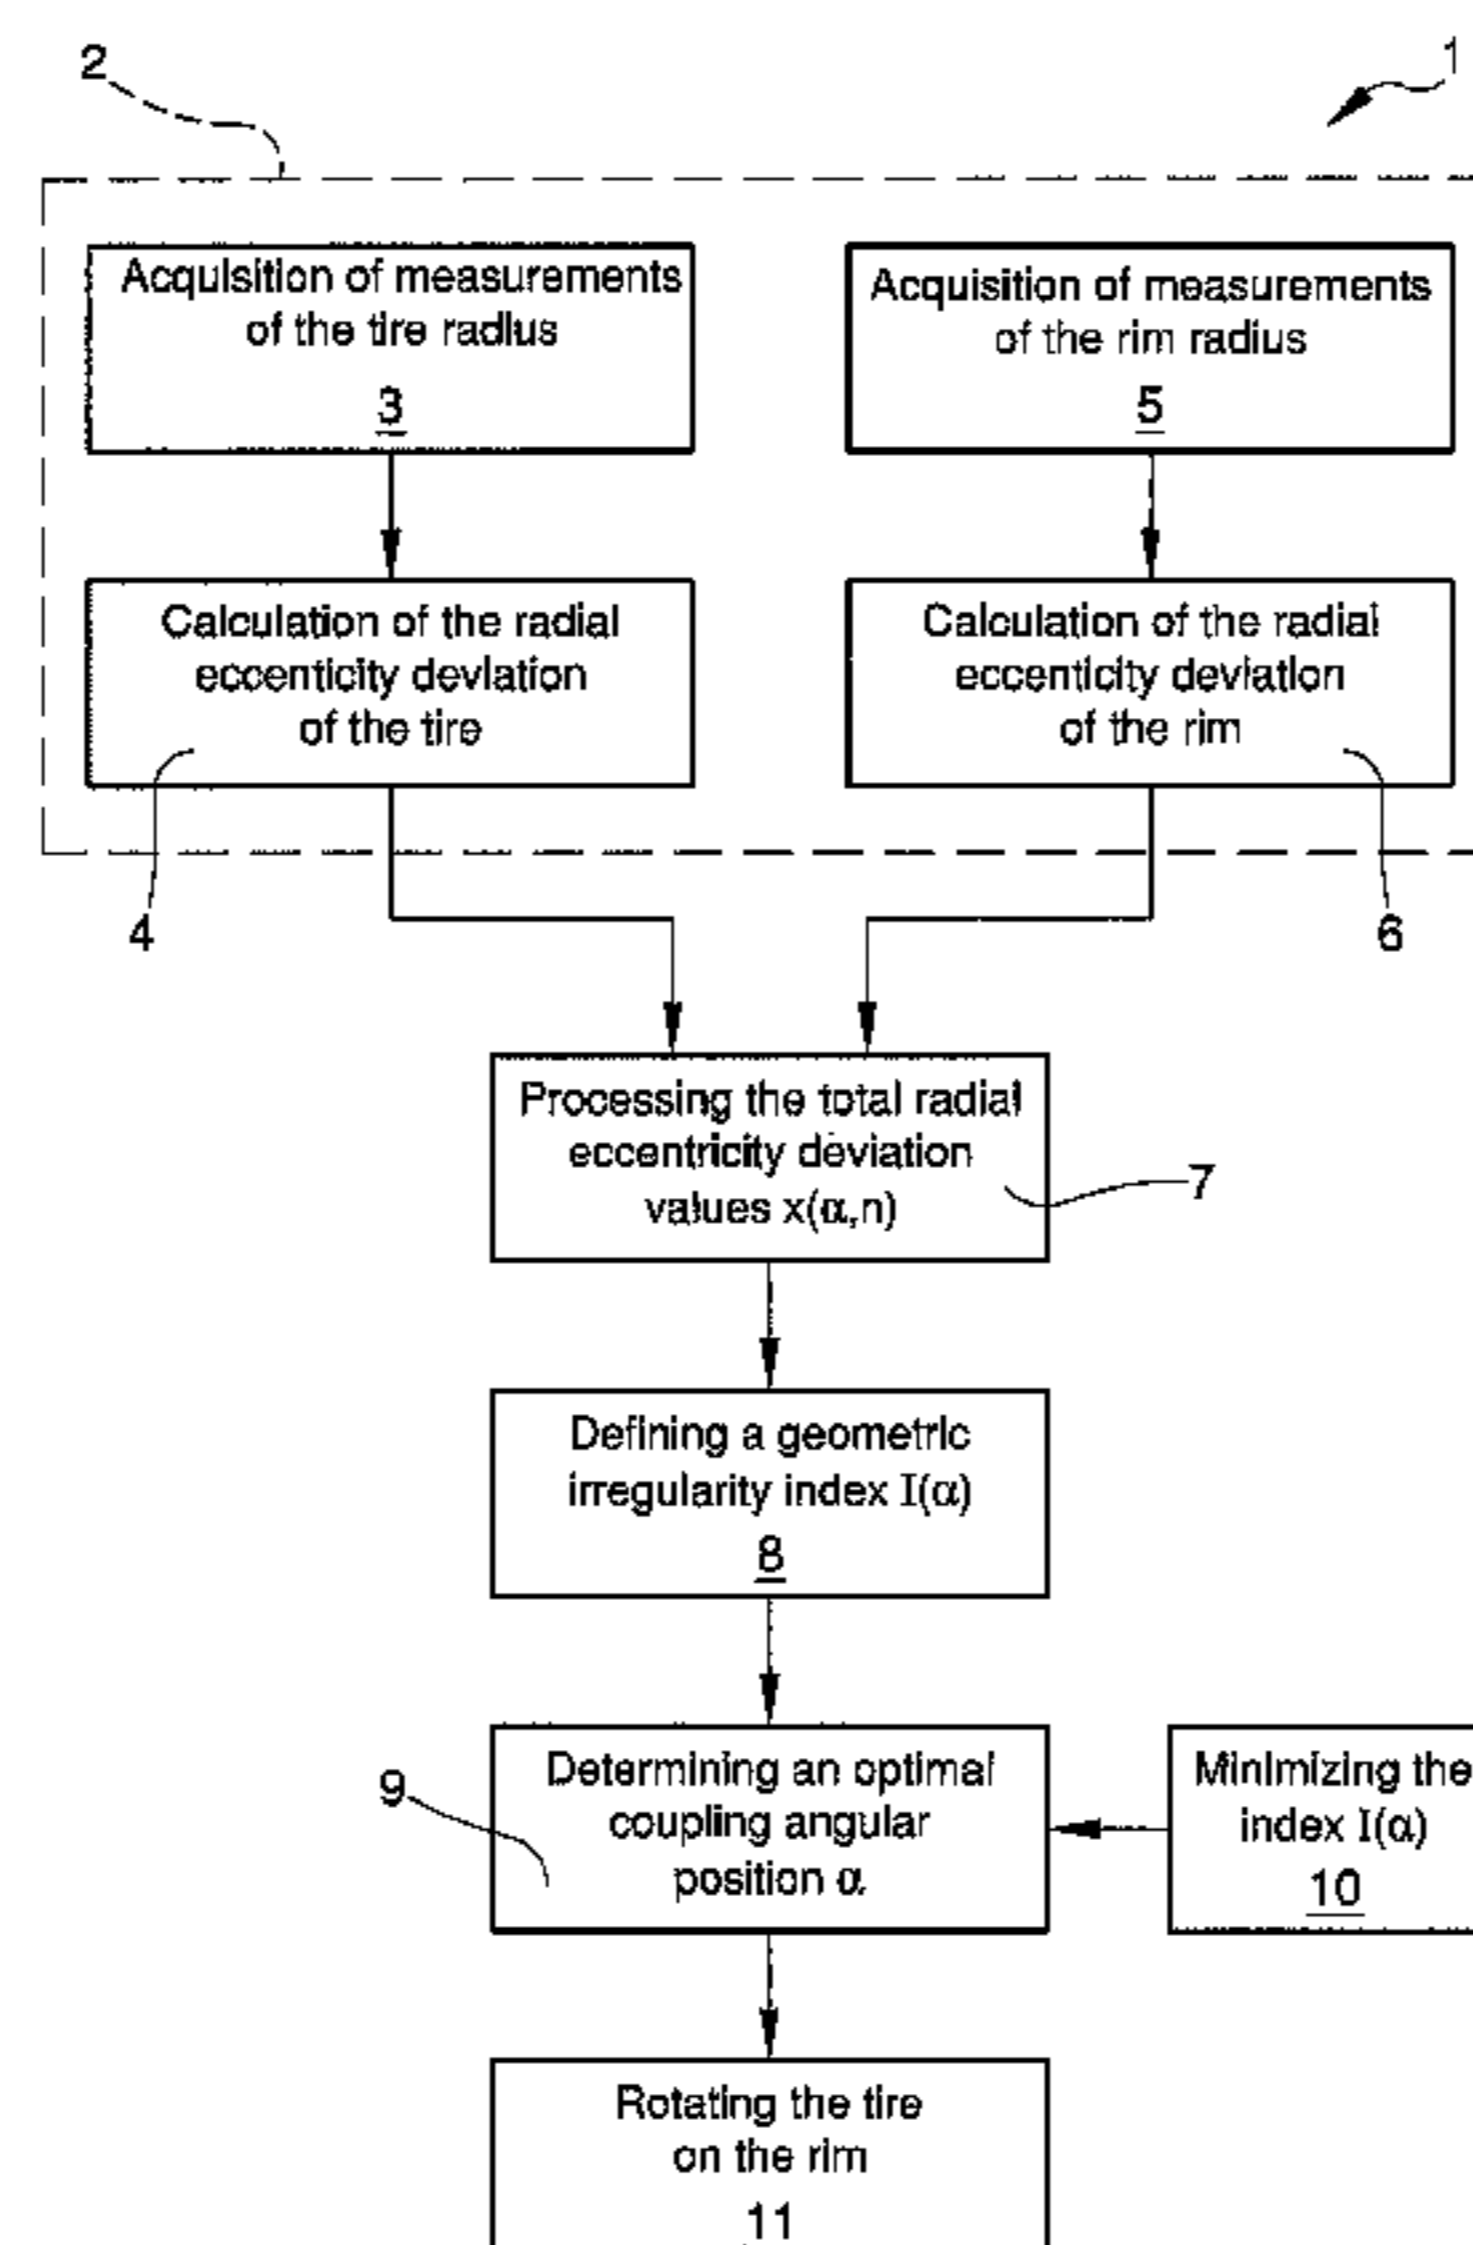 2
1
Acquisition of measurements
of the tire radius
3
Acquisition of measurements
of the rim radius
5
Calculation of the radial
eccenticity deviation
of the tire
4
Calculation of the radial
eccenticity deviation
of the rim
6
Processing the total radial
eccentricity deviation
values x(α,n)
7
Defining a geometric
irregularity index I(α)
8
Determining an optimal
coupling angular
position α
9
Minimizing the
index I(α)
10
Rotating the tire
on the rim
11